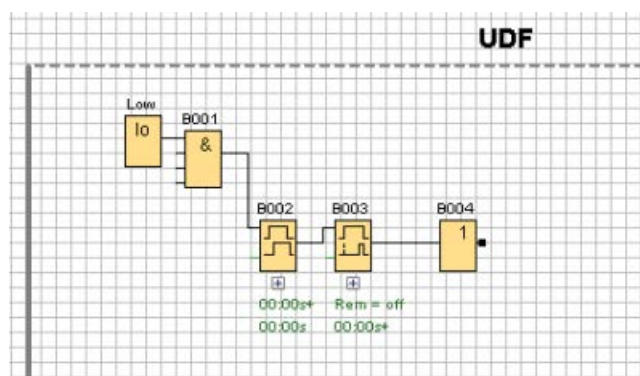 UDF
Low
lo
B001
&
B002
B003
B004
1
00:00s+
Rem = off
00:00s
00:00s+